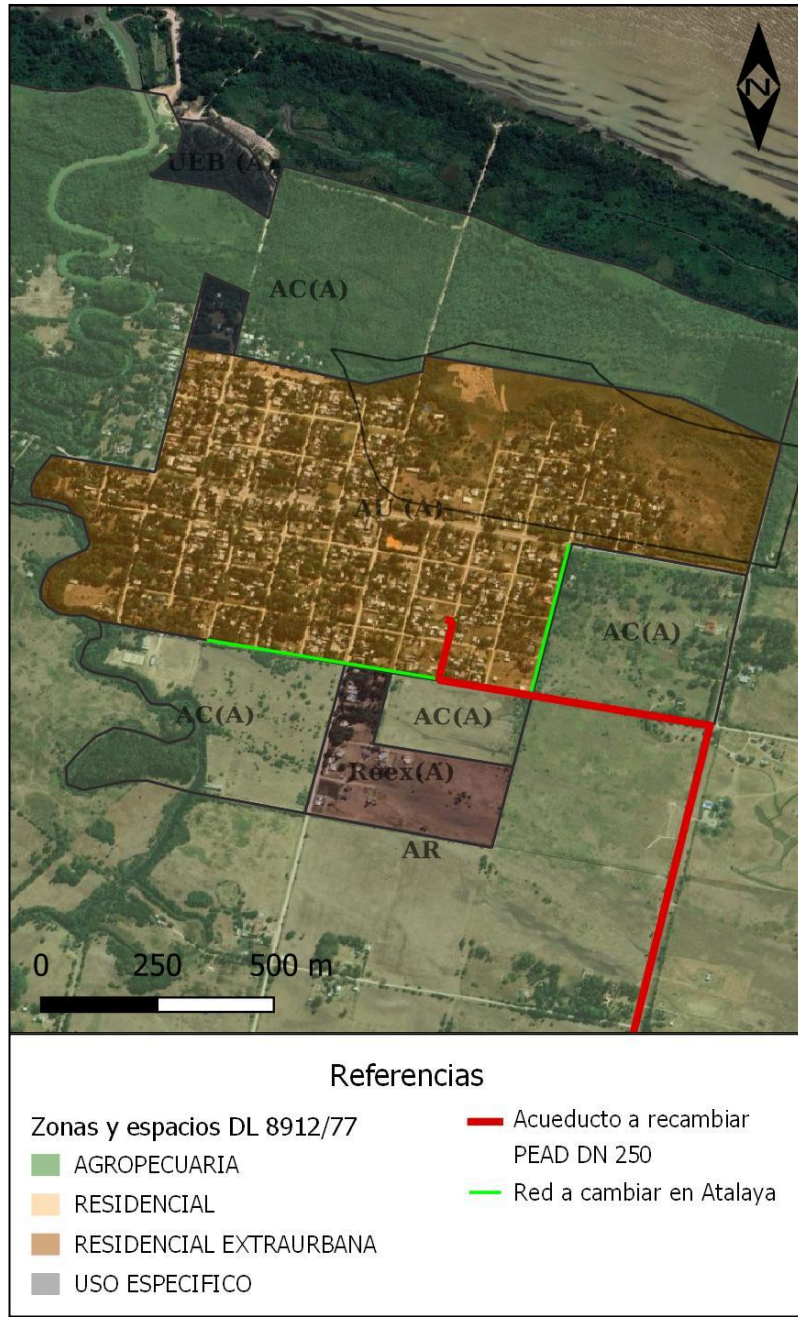 N
UEB (A)
AC(A)
AU (A)
AC(A)
AC(A)
AC(A)
Reex(A)
AR
0 250 500 m
Referencias
Zonas y espacios DL 8912/77
AGROPECUARIA
RESIDENCIAL
RESIDENCIAL EXTRAURBANA
USO ESPECIFICO
Acueducto a recambiar
PEAD DN 250
Red a cambiar en Atalaya